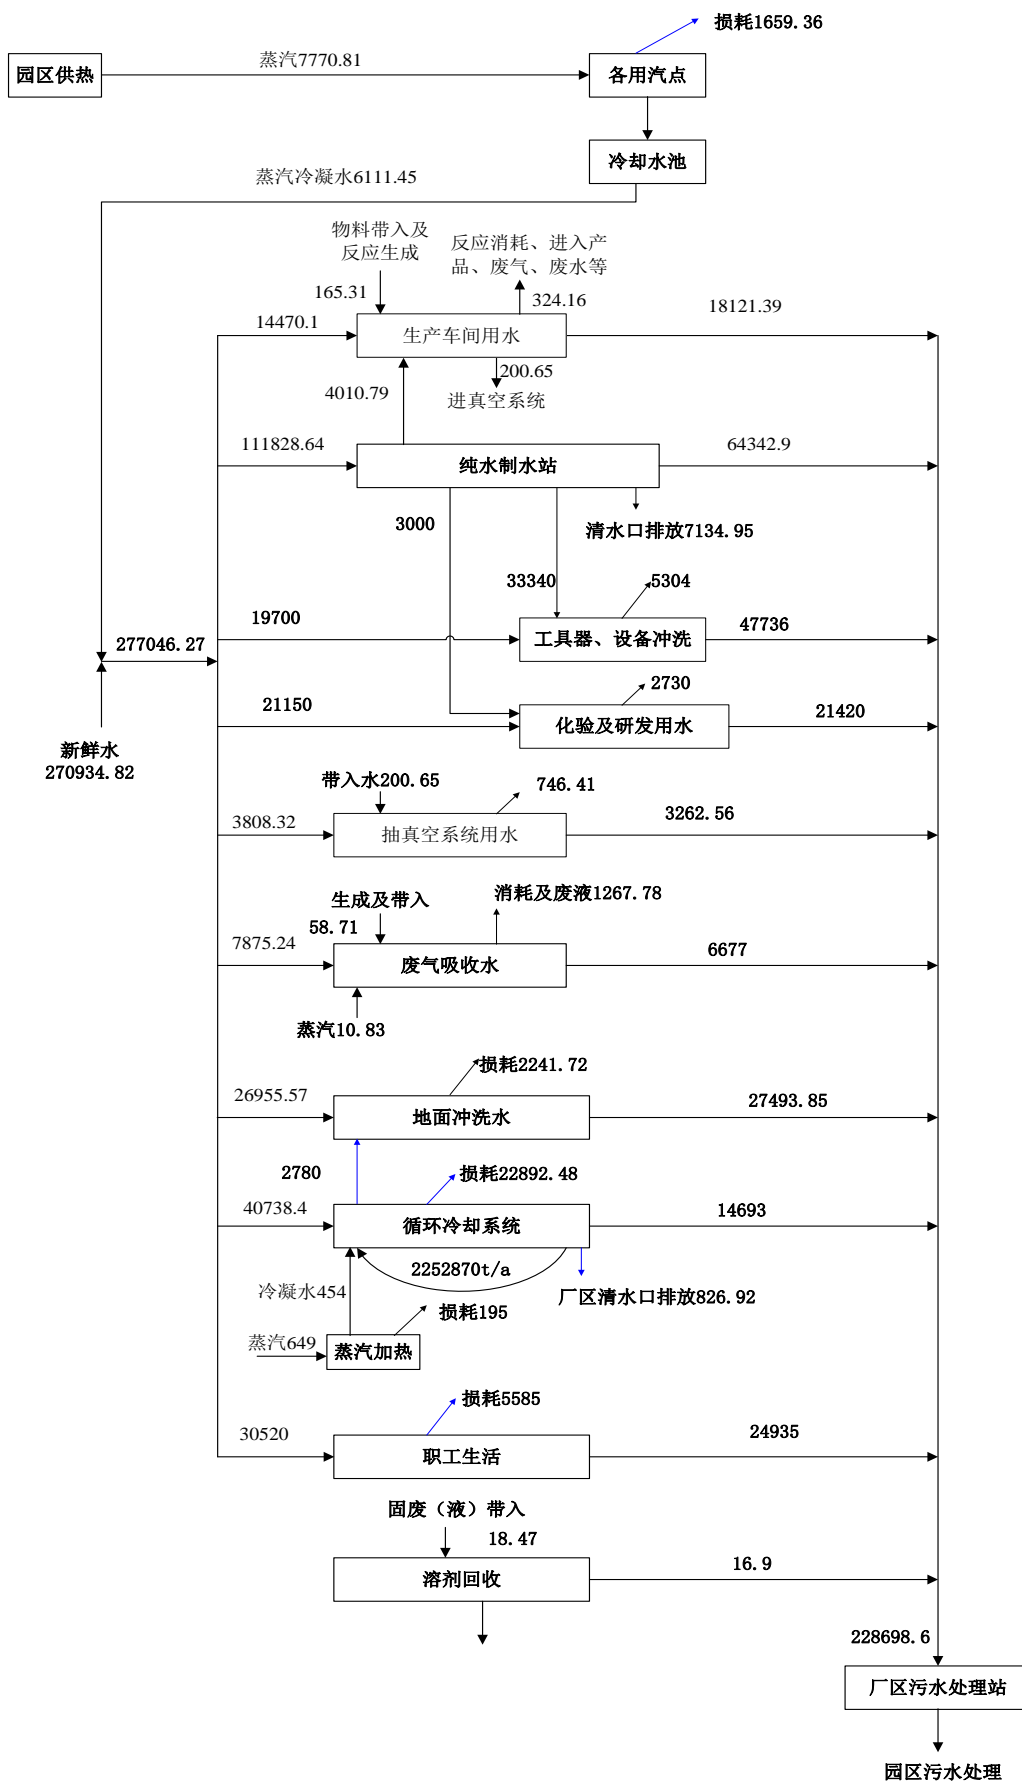 损耗1659.36
园区供热
蒸汽7770.81
各用汽点
冷却水池
蒸汽冷凝水6111.45
物料带入及
反应生成
反应消耗、进入产
品、废气、废水等
165.31
324.16
18121.39
14470.1
生产车间用水
200.65
4010.79
进真空系统
111828.64
纯水制水站
64342.9
3000
清水口排放7134.95
33340
5304
19700
工具器、设备冲洗
47736
277046.27
2730
21150
化验及研发用水
21420
新鲜水
270934.82
带入水200.65
746.41
3808.32
抽真空系统用水
3262.56
生成及带入
消耗及废液1267.78
58.71
7875.24
废气吸收水
6677
蒸汽10.83
损耗2241.72
26955.57
地面冲洗水
27493.85
2780
损耗22892.48
40738.4
循环冷却系统
14693
2252870t/a
冷凝水454
厂区清水口排放826.92
损耗195
蒸汽649
蒸汽加热
损耗5585
30520
职工生活
24935
固废（液）带入
18.47
溶剂回收
16.9
228698.6
厂区污水处理站
园区污水处理